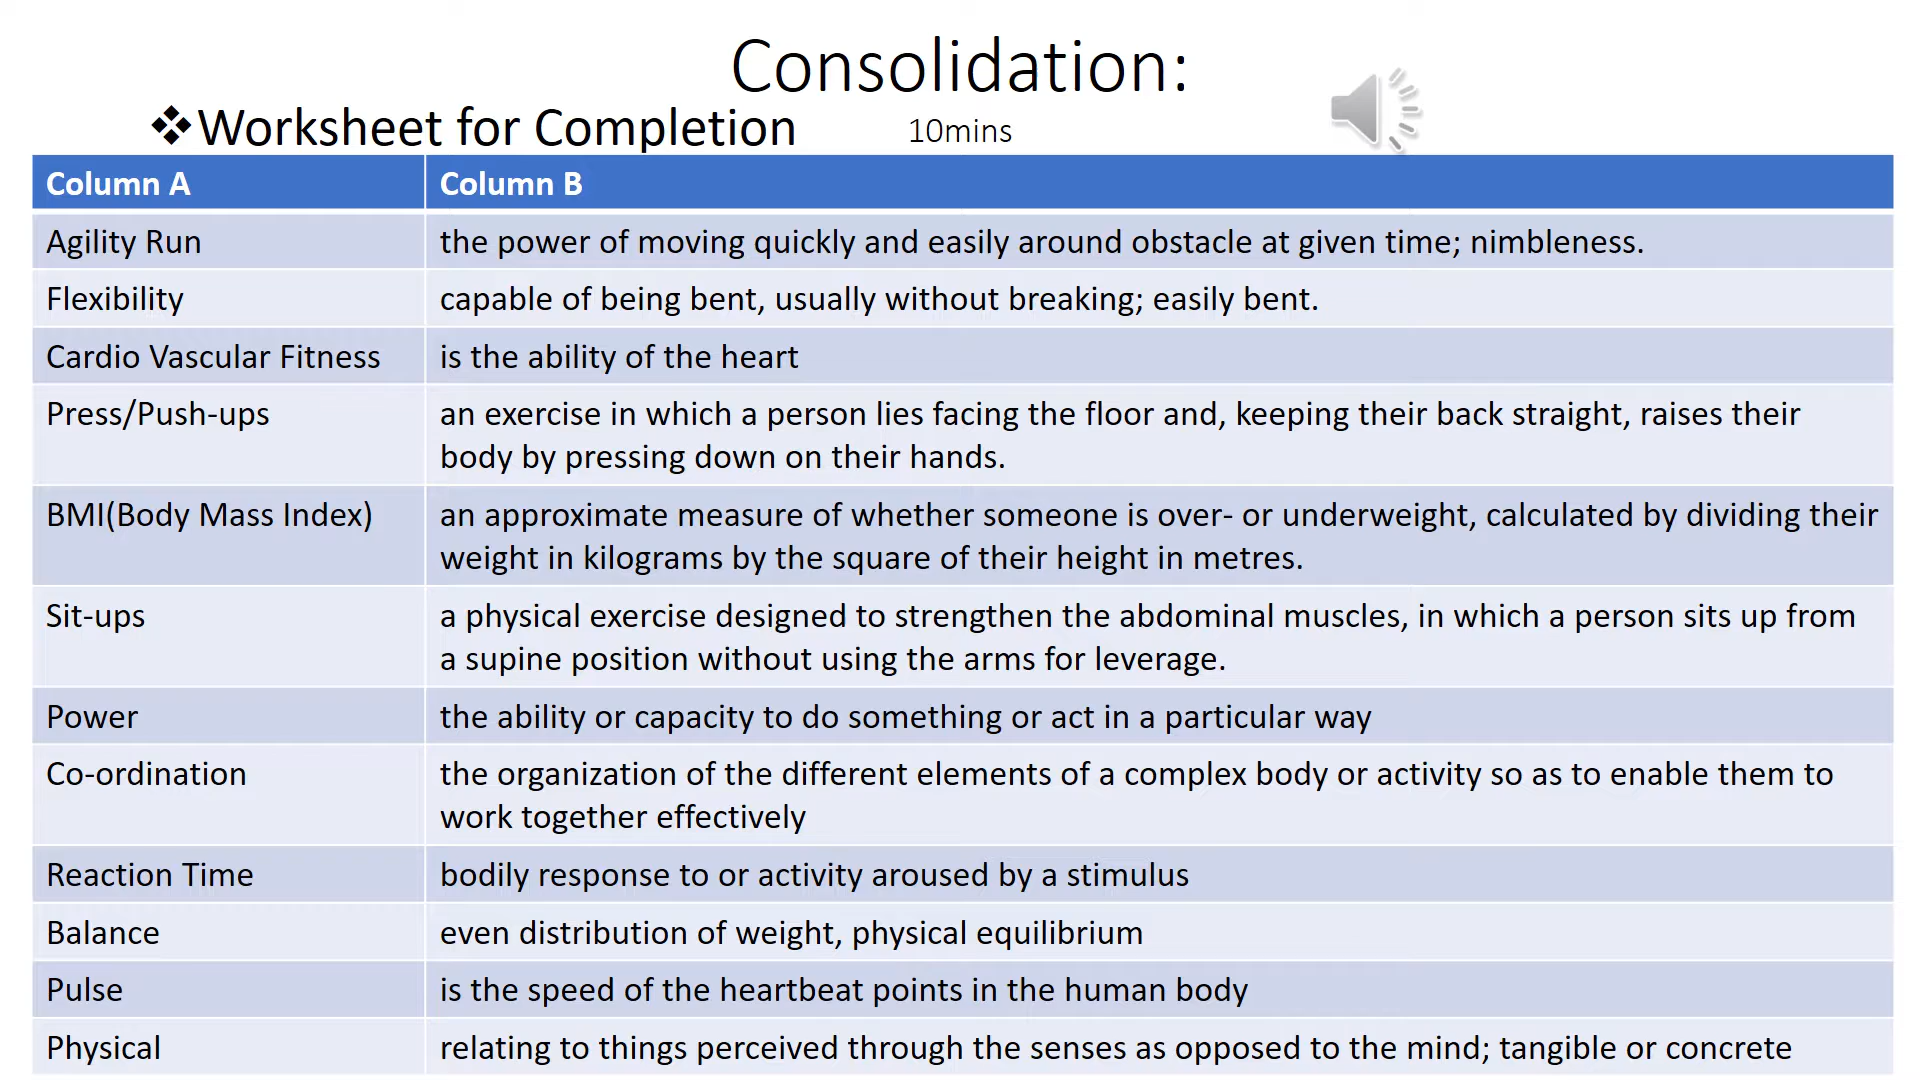 Consolidation:
❖Worksheet for Completion 10mins
Column A Column B
Agility Run the power of moving quickly and easily around obstacle at given time; nimbleness.
Flexibility capable of being bent, usually without breaking; easily bent.
Cardio Vascular Fitness is the ability of the heart
Press/Push-ups an exercise in which a person lies facing the floor and, keeping their back straight, raises their
body by pressing down on their hands.
BMI(Body Mass Index) an approximate measure of whether someone is over- or underweight, calculated by dividing their
weight in kilograms by the square of their height in metres.
Sit-ups a physical exercise designed to strengthen the abdominal muscles, in which a person sits up from
a supine position without using the arms for leverage.
Power the ability or capacity to do something or act in a particular way
Co-ordination the organization of the different elements of a complex body or activity so as to enable them to
work together effectively
Reaction Time bodily response to or activity aroused by a stimulus
Balance even distribution of weight, physical equilibrium
Pulse is the speed of the heartbeat points in the human body
Physical relating to things perceived through the senses as opposed to the mind; tangible or concrete